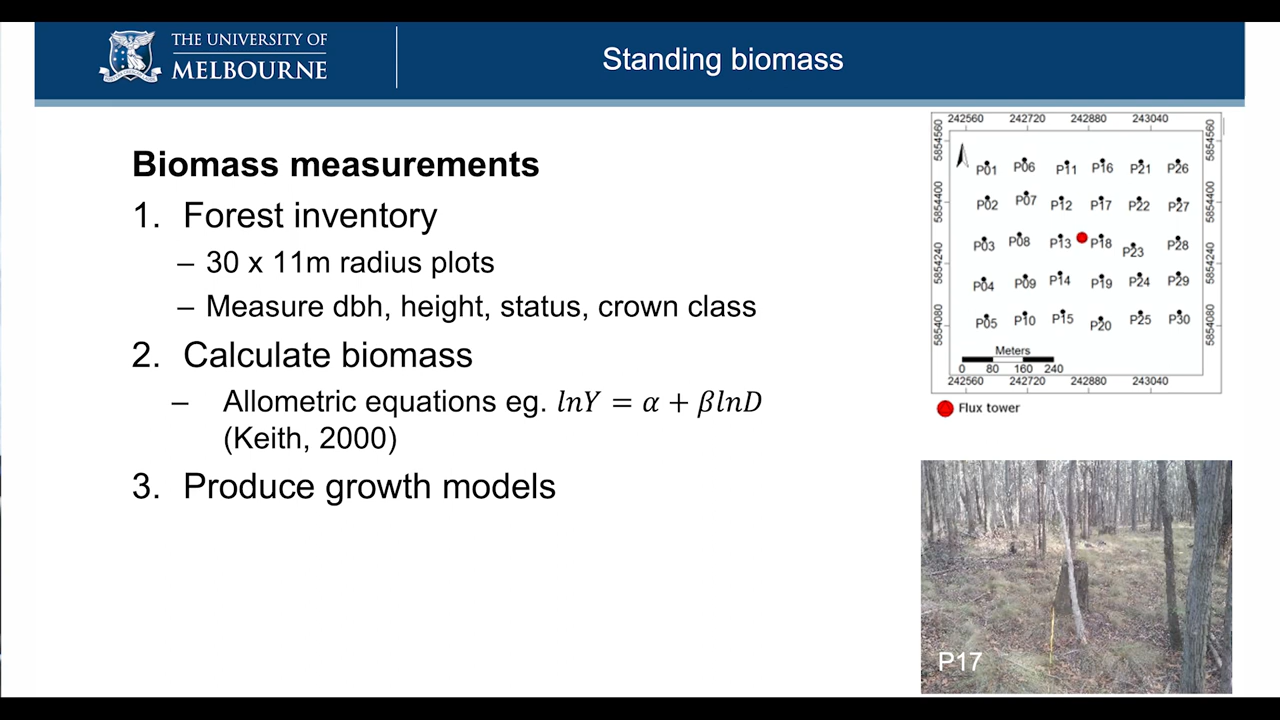 THE UNIVERSITY OF
MELBOURNE
Standing biomass
Biomass measurements
1. Forest inventory
– 30 x 11m radius plots
– Measure dbh, height, status, crown class
2. Calculate biomass
– Allometric equations eg. lnY = α + βlnD
(Keith, 2000)
3. Produce growth models
242560 242720 242880 243040
5854560 5854560
P01 P06 P11 P16 P21 P26
5854400 5854400
P02 P07 P12 P17 P22 P27
P03 P08 P13 P18 P23 P28
5854240 5854240
P04 P09 P14 P19 P24 P29
5854080 5854080
P05 P10 P15 P20 P25 P30
Meters
0 80 160 240
242560 242720 242880 243040
Flux tower
P17